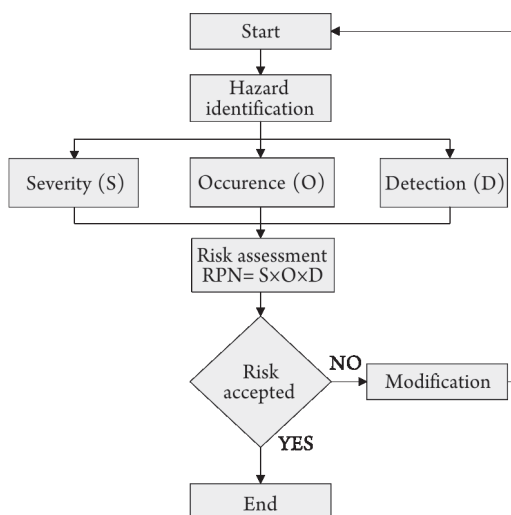 Start
Hazard
identification
Severity (S)
Occurence (O)
Detection (D)
Risk assessment
RPN= S×O×D
Risk
accepted
NO
Modification
YES
End